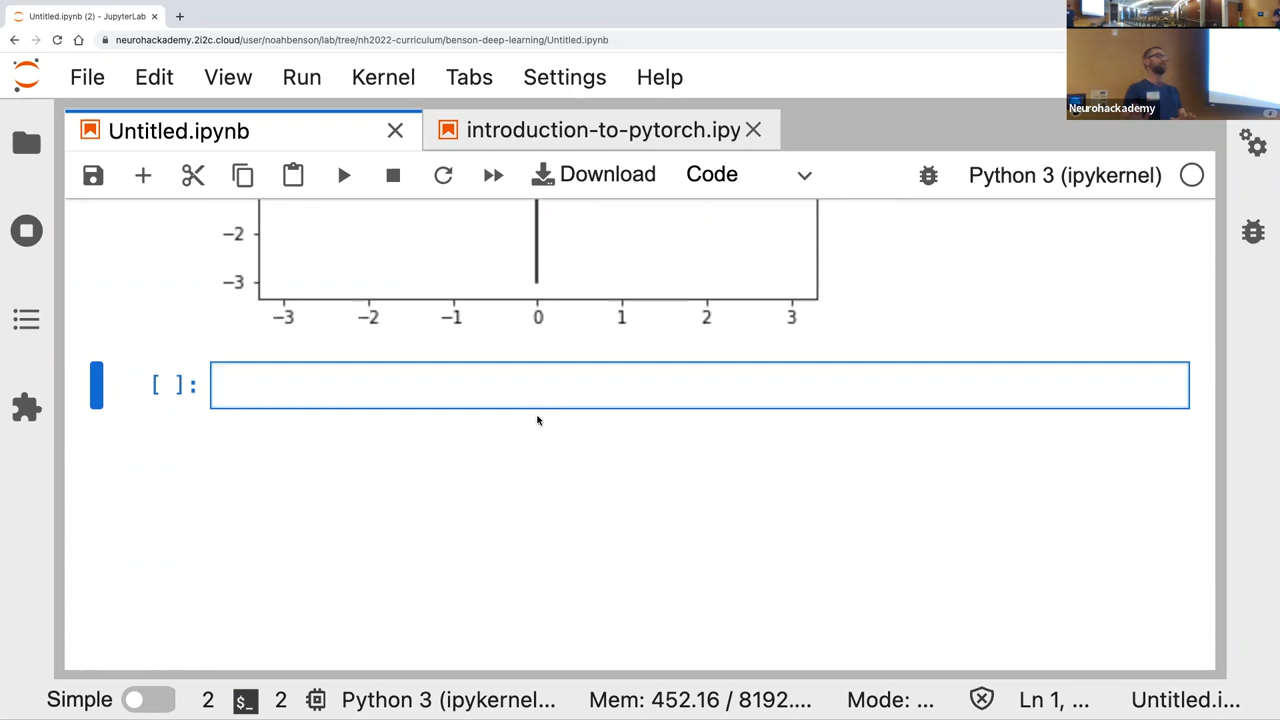 Untitled.ipynb (2) - JupyterLab
neurohackademy.2i2c.cloud/user/noahbenson/lab/tree/nh2022-curriculum/benson-deep-learning/Untitled.ipynb
File Edit View Run Kernel Tabs Settings Help
Neurohackademy
Untitled.ipynb introduction-to-pytorch.ipy
Download Code Python 3 (ipykernel)
−2
−3
−3 −2 −1 0 1 2 3
[ ]:
Simple 2 $_ 2 Python 3 (ipykernel... Mem: 452.16 / 8192.... Mode: ... Ln 1, ... Untitled.i...